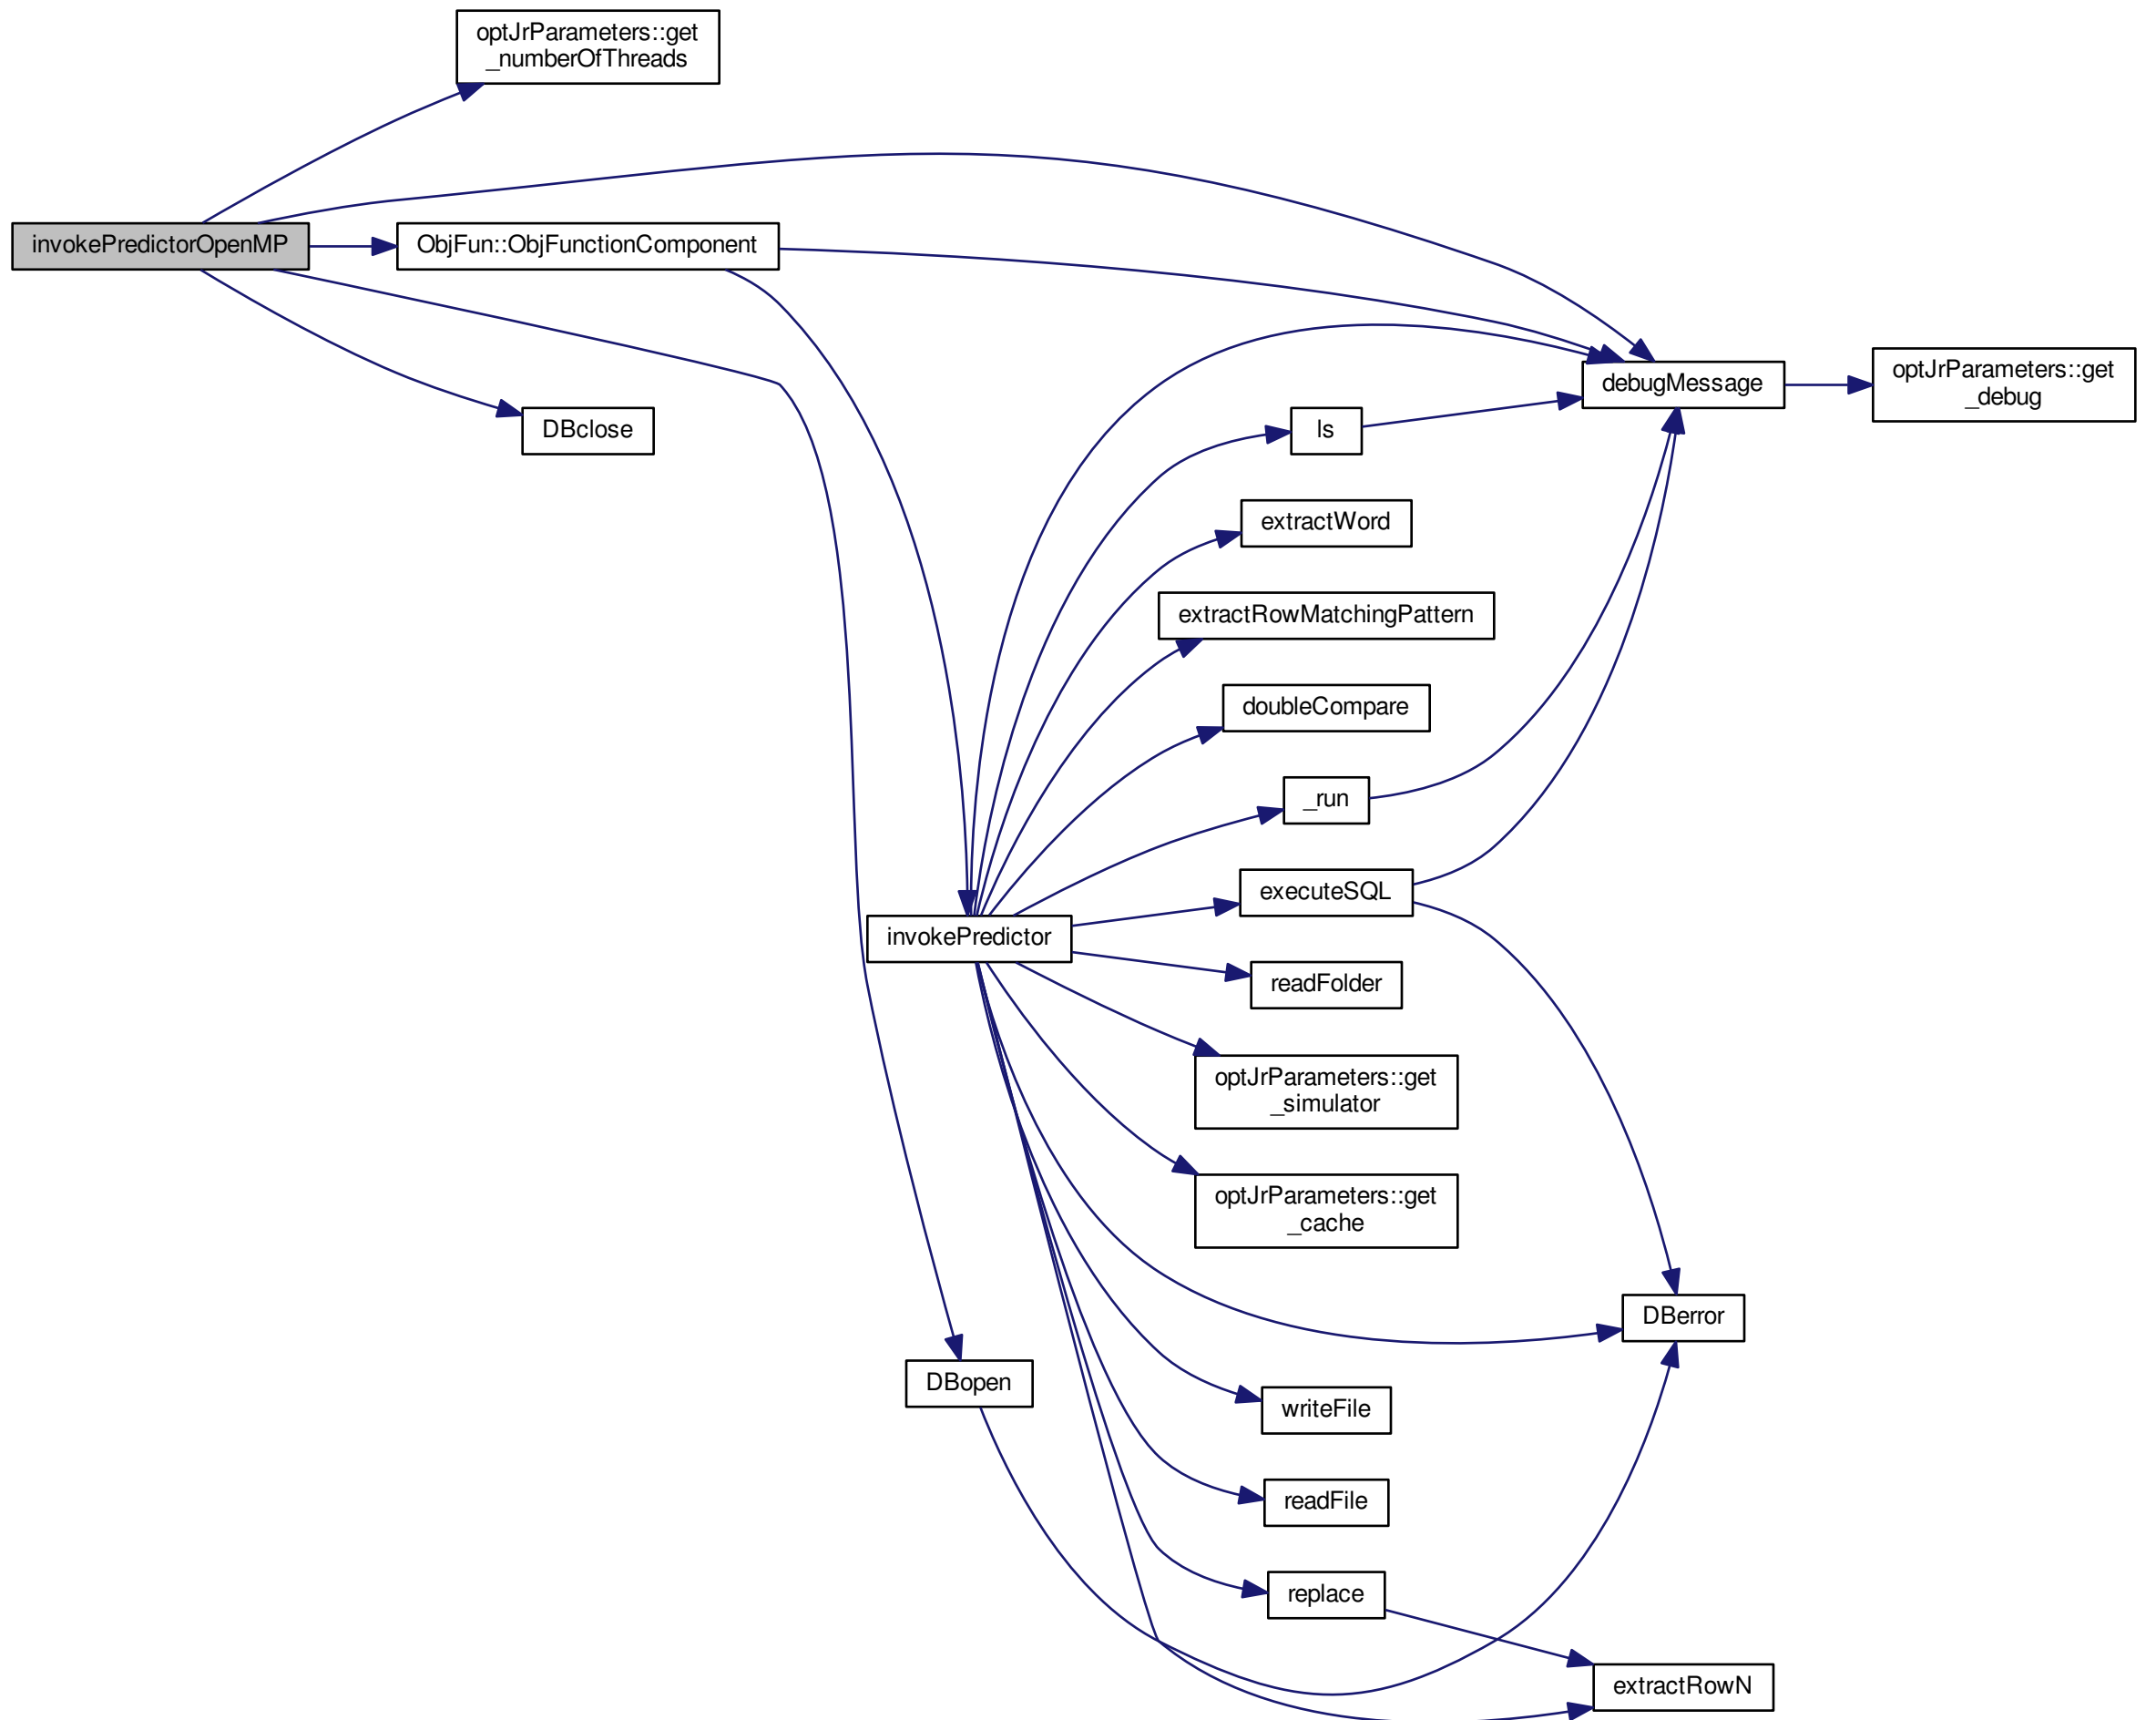 optJrParameters::get
_numberOfThreads
invokePredictorOpenMP
ObjFun::ObjFunctionComponent
debugMessage
optJrParameters::get
_debug
DBclose
ls
extractWord
extractRowMatchingPattern
doubleCompare
_run
executeSQL
invokePredictor
readFolder
optJrParameters::get
_simulator
optJrParameters::get
_cache
DBerror
DBopen
writeFile
readFile
replace
extractRowN